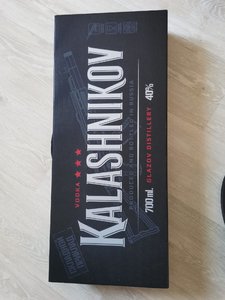 VODKA
KALASHNIKOV
PRODUCED AND BOTTLED IN RUSSIA
700 ml. GLAZOV DISTILLERY 40%